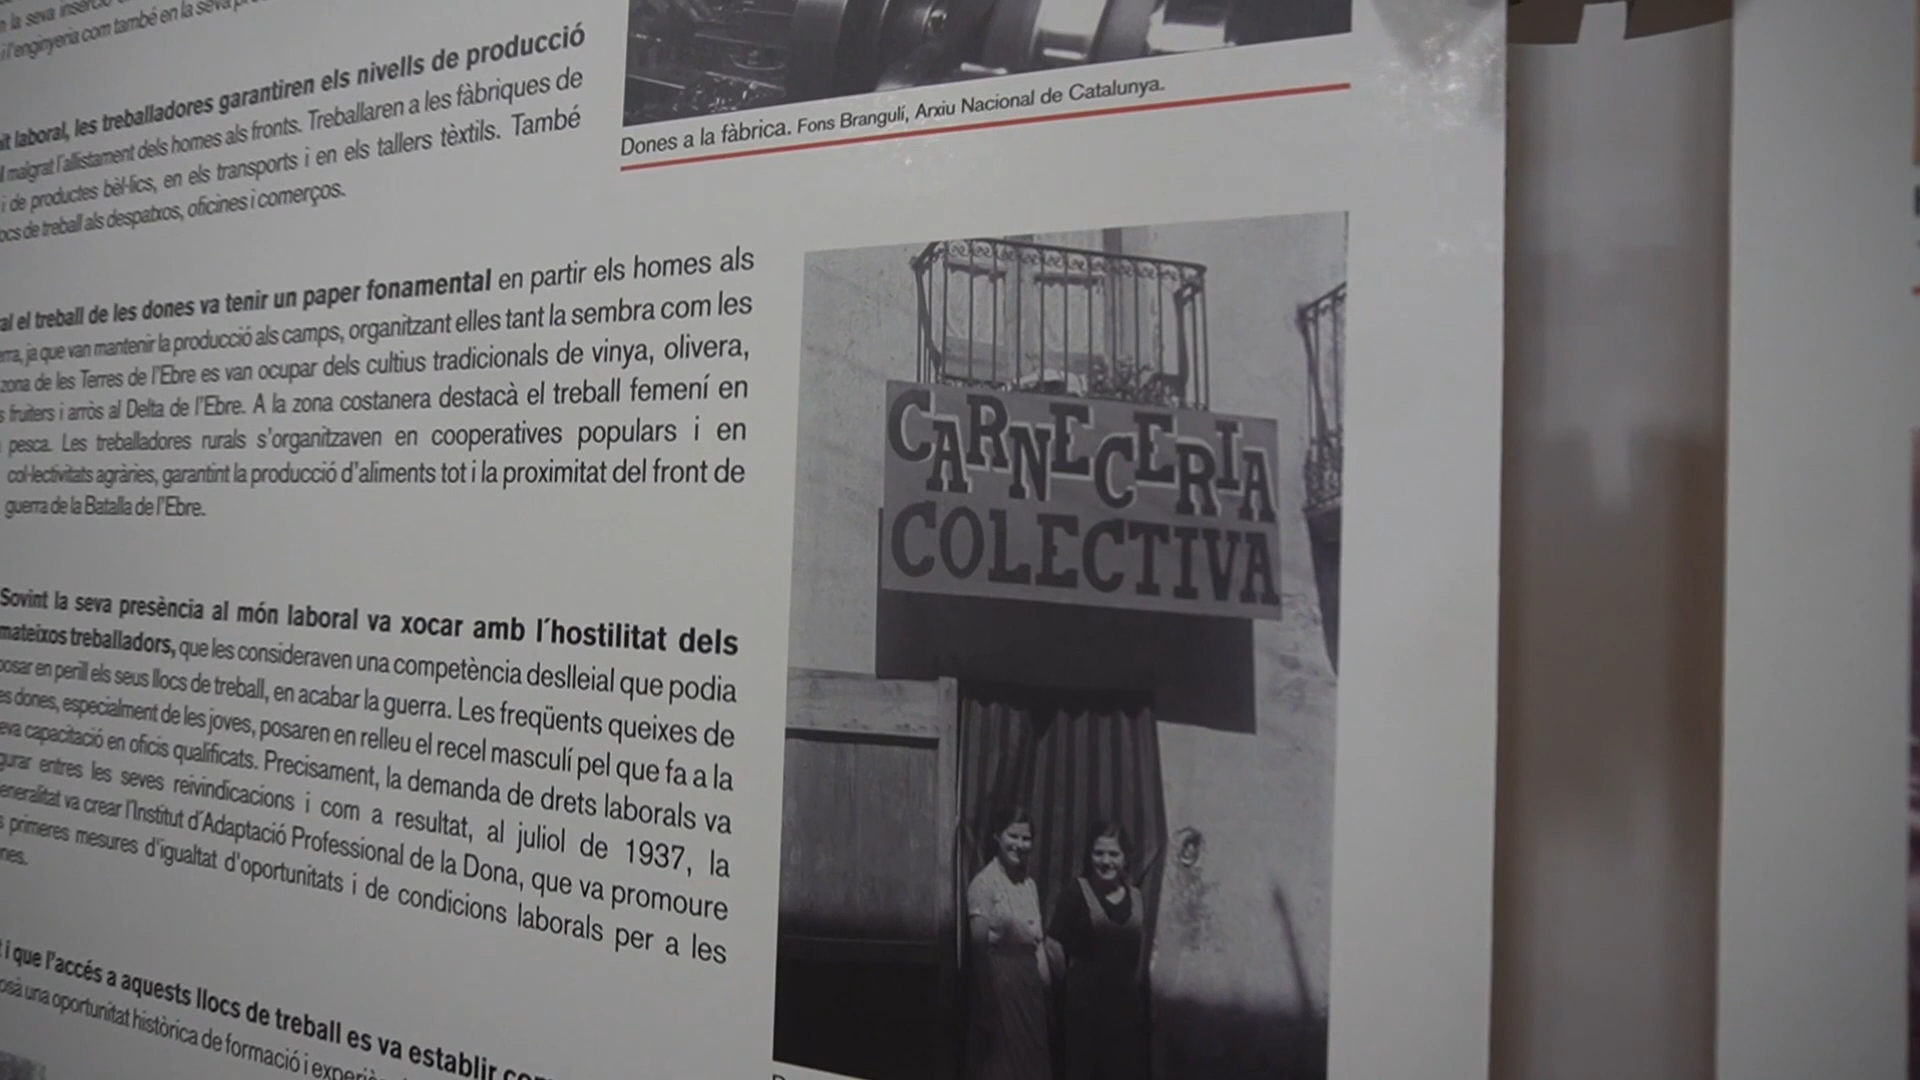 n la seva inserció
i l'enginyeria com també en la seva
it laboral, les treballadores garantiren els nivells de producció
malgrat l'allistament dels homes als fronts. Treballaren a les fàbriques de
i de productes bèl·lics, en els transports i en els tallers tèxtils. També
ocs de treball als despatxos, oficines i comerços.
Dones a la fàbrica. Fons Brangulí, Arxiu Nacional de Catalunya.
al el treball de les dones va tenir un paper fonamental en partir els homes als
erra, ja que van mantenir la producció als camps, organitzant elles tant la sembra com les
zona de les Terres de l'Ebre es van ocupar dels cultius tradicionals de vinya, olivera,
s fruiters i arròs al Delta de l'Ebre. A la zona costanera destacà el treball femení en
pesca. Les treballadores rurals s'organitzaven en cooperatives populars i en
col·lectivitats agràries, garantint la producció d'aliments tot i la proximitat del front de
guerra de la Batalla de l'Ebre.
CARNECERIA
COLECTIVA
Sovint la seva presència al món laboral va xocar amb l´hostilitat dels
mateixos treballadors, que les consideraven una competència deslleial que podia
posar en perill els seus llocs de treball, en acabar la guerra. Les freqüents queixes de
es dones, especialment de les joves, posaren en relleu el recel masculí pel que fa a la
eva capacitació en oficis qualificats. Precisament, la demanda de drets laborals va
gurar entres les seves reivindicacions i com a resultat, al juliol de 1937, la
eneralitat va crear l'Institut d'Adaptació Professional de la Dona, que va promoure
s primeres mesures d'igualtat d'oportunitats i de condicions laborals per a les
nes.
i que l'accés a aquests llocs de treball es va establir
osà una oportunitat històrica de formació i